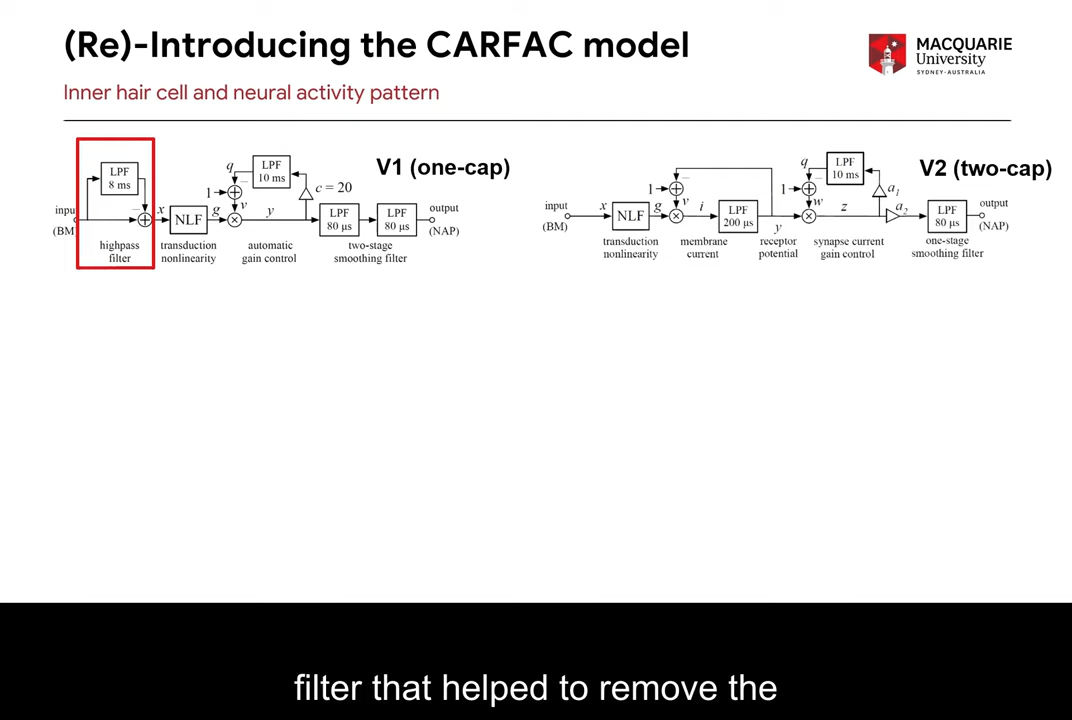 (Re)-Introducing the CARFAC model
MACQUARIE
University
SYDNEY·AUSTRALIA
Inner hair cell and neural activity pattern
V1 (one-cap)
LPF
8 ms
q
LPF
10 ms
1
c = 20
v
input
(BM)
x
NLF
g
y
LPF
80 μs
LPF
80 μs
output
(NAP)
highpass
filter
transduction
nonlinearity
automatic
gain control
two-stage
smoothing filter
V2 (two-cap)
q
LPF
10 ms
1
1
a1
v
w
input
(BM)
x
NLF
g
i
LPF
200 μs
y
z
a2
LPF
80 μs
output
(NAP)
transduction
nonlinearity
membrane
current
receptor
potential
synapse current
gain control
one-stage
smoothing filter
filter that helped to remove the